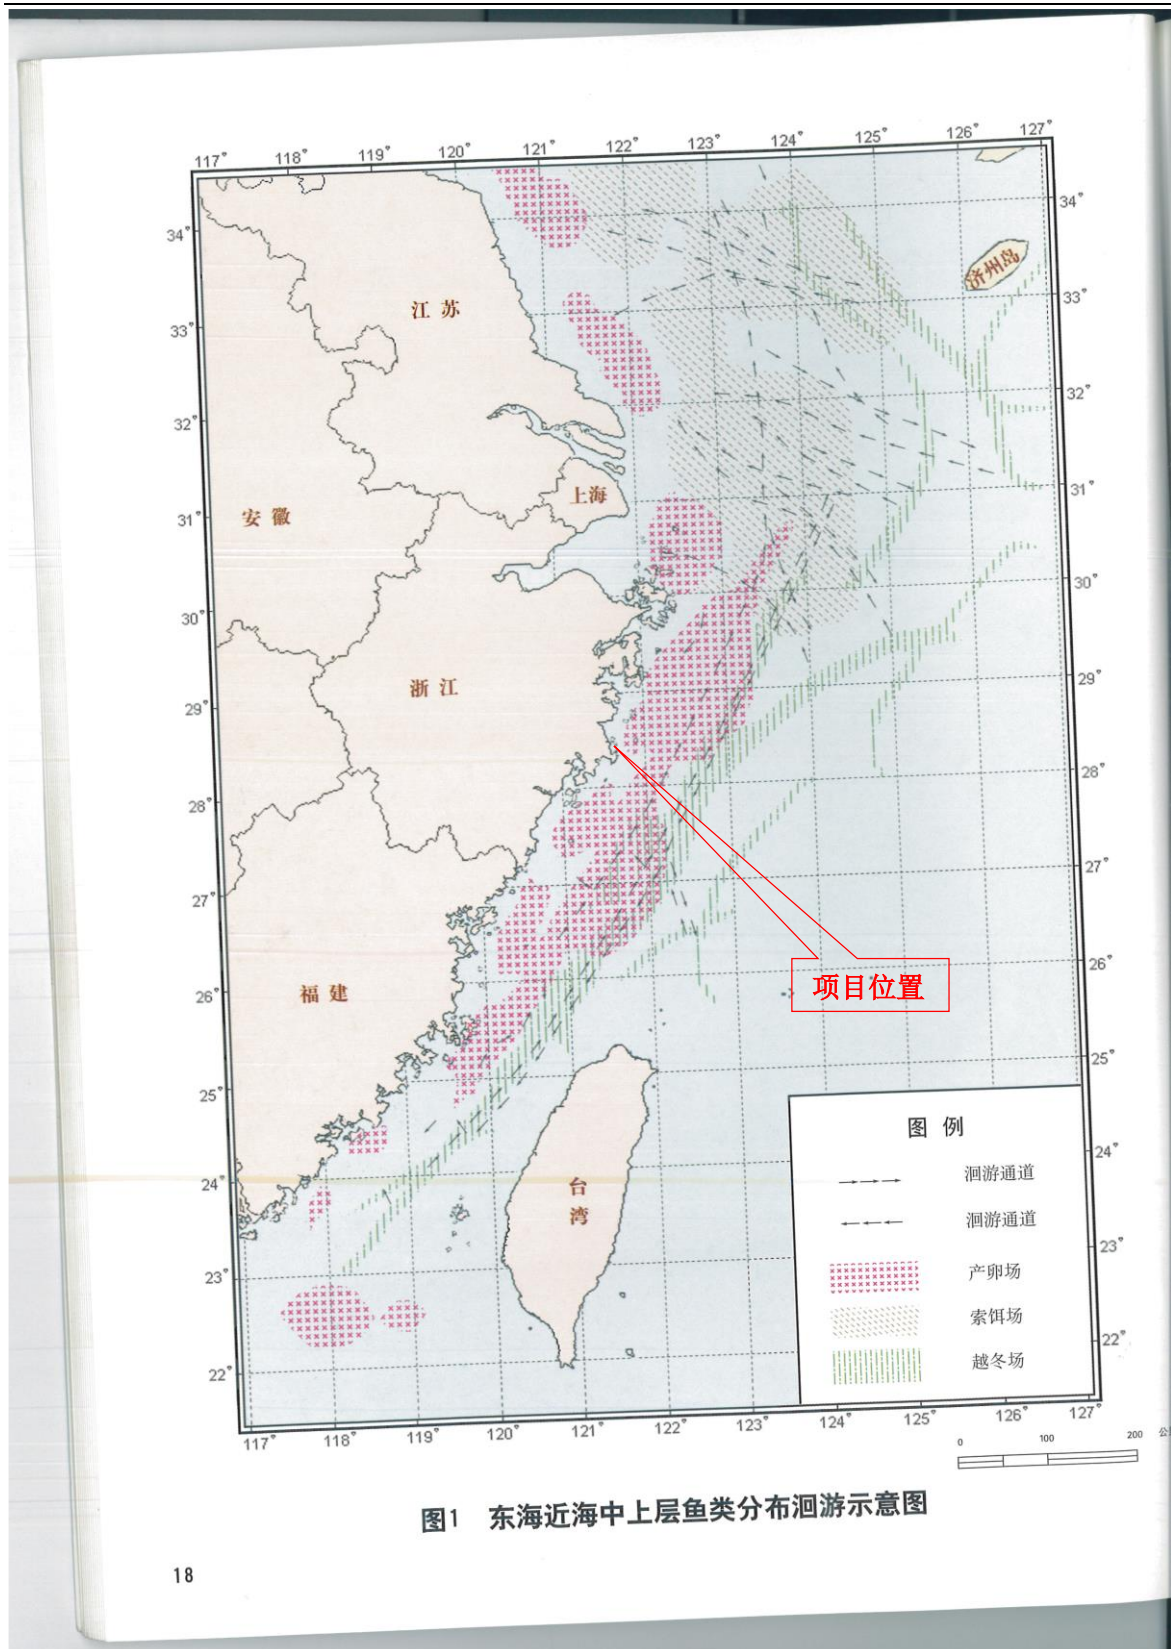 117° 118° 119° 120° 121° 122° 123° 124° 125° 126° 127°
34° 34°
济州岛
33° 江苏 33°
32° 32°
31° 安徽 上海 31°
30° 30°
29° 浙江 29°
28° 28°
27° 27°
项目位置
26° 福建 26°
25° 25°
图例
24° 台湾 洄游通道 24°
洄游通道
23° 产卵场 23°
索饵场
22° 越冬场 22°
117° 118° 119° 120° 121° 122° 123° 124° 125° 126° 127°
0 100 200 公
图1 东海近海中上层鱼类分布洄游示意图
18